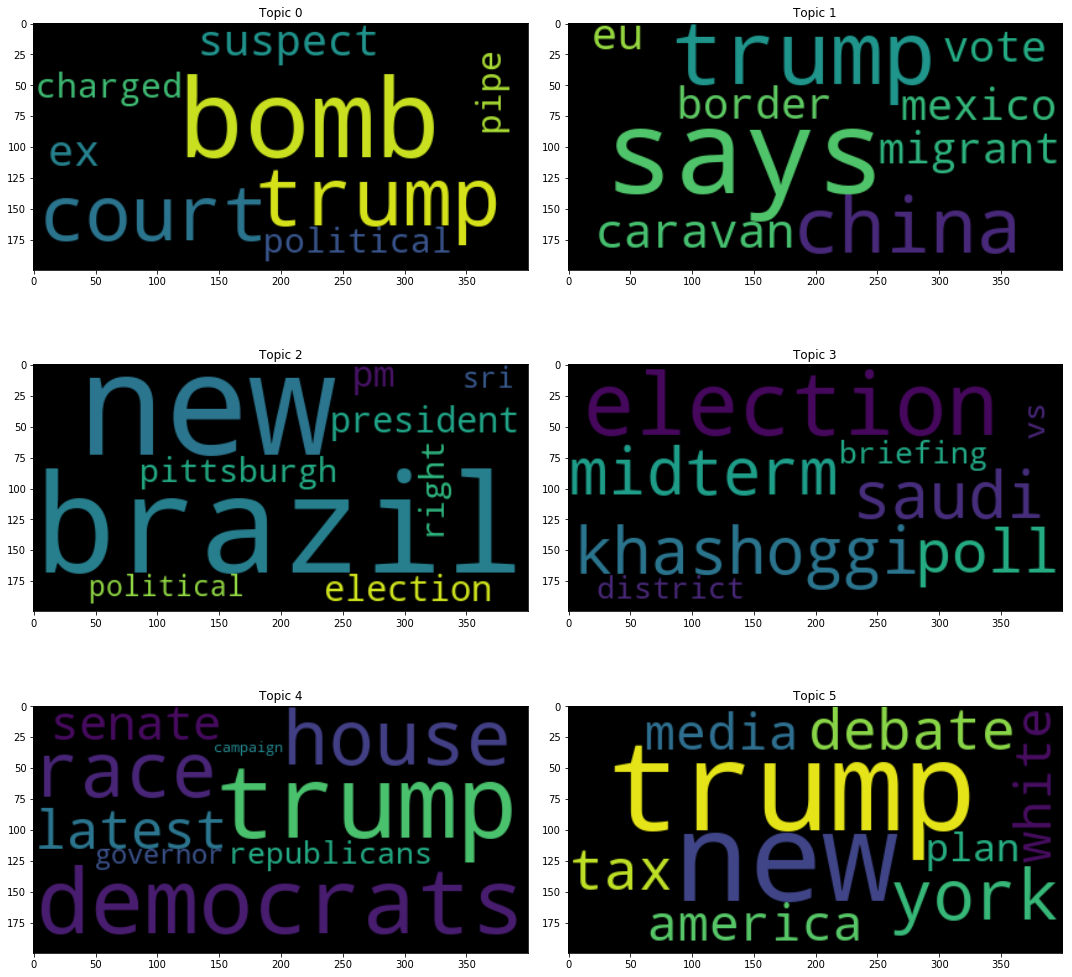 Topic 0
suspect
charged
pipe
bomb
ex
trump
court
political
0
25
50
75
100
125
150
175
0 50 100 150 200 250 300 350
Topic 1
eu
trump
vote
border
mexico
says
migrant
caravan
china
0
25
50
75
100
125
150
175
0 50 100 150 200 250 300 350
Topic 2
new
pm
sri
president
pittsburgh
right
brazil
political
election
0
25
50
75
100
125
150
175
0 50 100 150 200 250 300 350
Topic 3
election
vs
midterm
briefing
saudi
khashoggi
poll
district
0
25
50
75
100
125
150
175
0 50 100 150 200 250 300 350
Topic 4
senate
campaign
house
race
trump
latest
governor
republicans
democrats
0
25
50
75
100
125
150
175
0 50 100 150 200 250 300 350
Topic 5
media
debate
white
trump
new
plan
tax
york
america
0
25
50
75
100
125
150
175
0 50 100 150 200 250 300 350